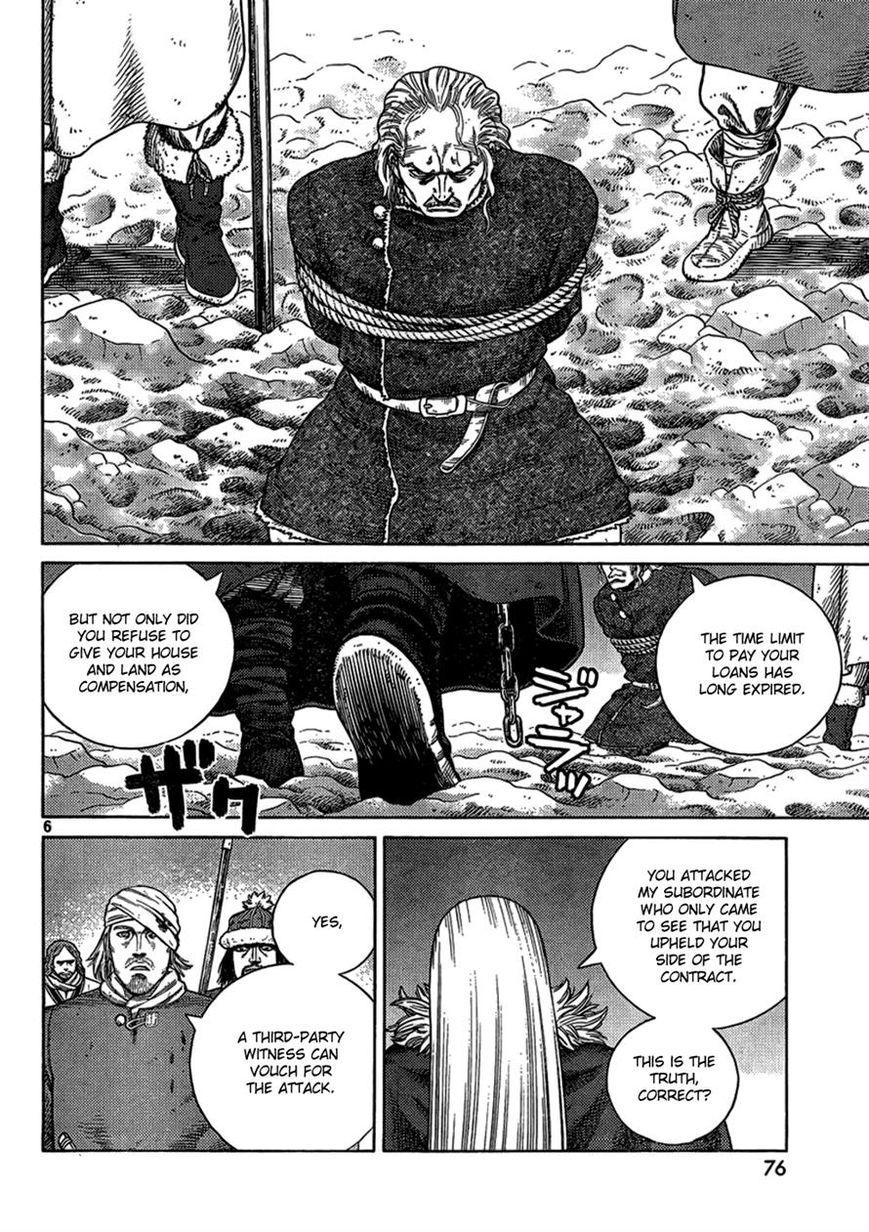 THE TIME LIMIT
TO PAY YOUR
LOANS HAS
LONG EXPIRED.
ジャラッ
BUT NOT ONLY DID
YOU REFUSE TO
GIVE YOUR HOUSE
AND LAND AS
COMPENSATION,
ザク
6
YOU ATTACKED
MY SUBORDINATE
WHO ONLY CAME
TO SEE THAT YOU
UPHELD YOUR
SIDE OF THE
CONTRACT.
THIS IS THE
TRUTH,
CORRECT?
YES,
A THIRD-PARTY
WITNESS CAN
VOUCH FOR
THE ATTACK.
76